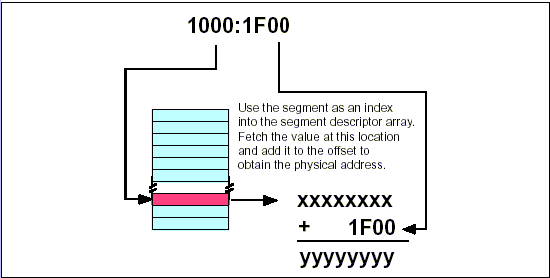 1000:1F00
Use the segment as an index
into the segment descriptor array.
Fetch the value at this location
and add it to the offset to
obtain the physical address.
xxxxxxxx
+ 1F00
yyyyyyyy